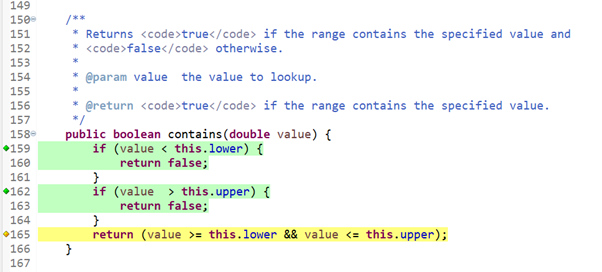 149
150 /**
151 * Returns <code>true</code> if the range contains the specified value and
152 * <code>false</code> otherwise.
153 *
154 * @param value  the value to lookup.
155 *
156 * @return <code>true</code> if the range contains the specified value.
157 */
158 public boolean contains(double value) {
159 if (value < this.lower) {
160 return false;
161 }
162 if (value  > this.upper) {
163 return false;
164 }
165 return (value >= this.lower && value <= this.upper);
166 }
167